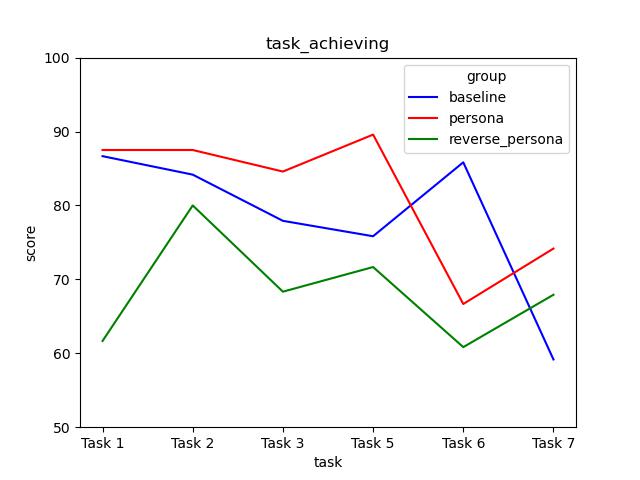 task_achieving
100
90
80
70
60
50
score
group
baseline
persona
reverse_persona
Task 1 Task 2 Task 3 Task 5 Task 6 Task 7
task